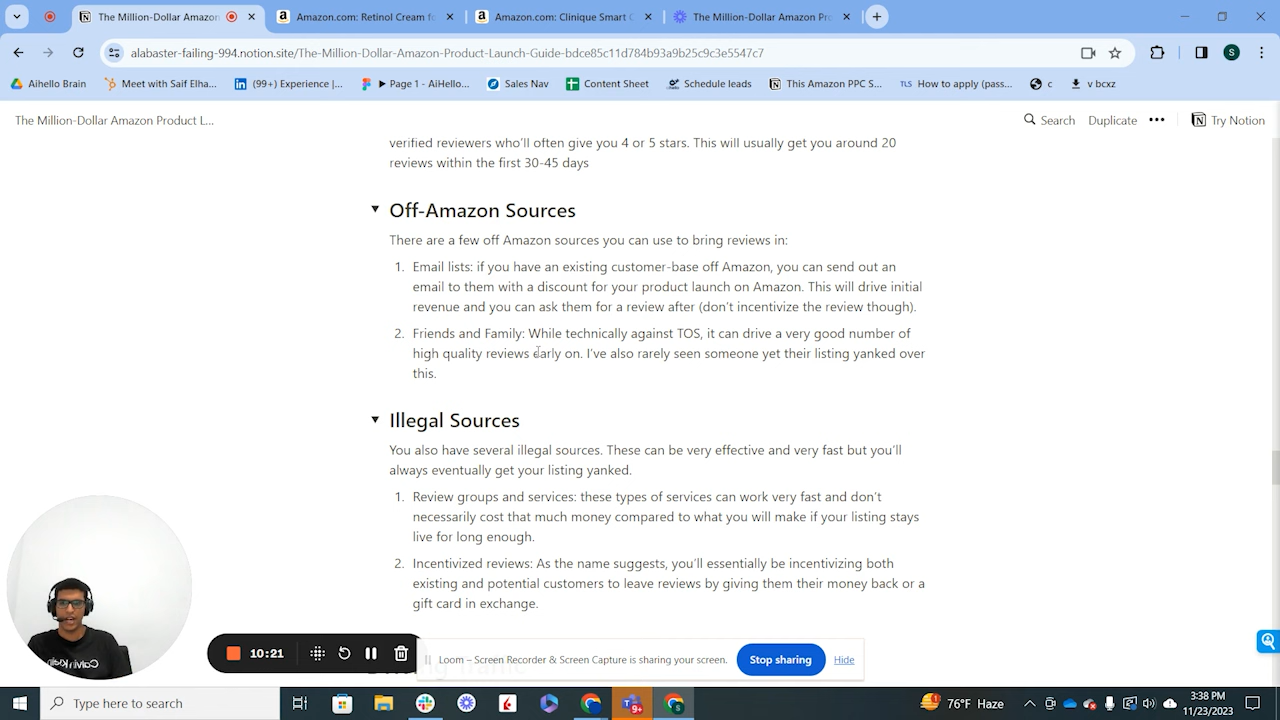 The Million-Dollar Amazon
Amazon.com: Retinol Cream fo
Amazon.com: Clinique Smart C
The Million-Dollar Amazon Pro
alabaster-failing-994.notion.site/The-Million-Dollar-Amazon-Product-Launch-Guide-bdce85c11d784b93a9b25c9c3e5547c7
S
Aihello Brain
Meet with Saif Elha...
(99+) Experience |...
Page 1 - AiHello...
Sales Nav
Content Sheet
Schedule leads
This Amazon PPC S...
TLS How to apply (pass...
c
v bcxz
The Million-Dollar Amazon Product L...
Search
Duplicate
Try Notion
verified reviewers who'll often give you 4 or 5 stars. This will usually get you around 20
reviews within the first 30-45 days
Off-Amazon Sources
There are a few off Amazon sources you can use to bring reviews in:
1. Email lists: if you have an existing customer-base off Amazon, you can send out an
email to them with a discount for your product launch on Amazon. This will drive initial
revenue and you can ask them for a review after (don't incentivize the review though).
2. Friends and Family: While technically against TOS, it can drive a very good number of
high quality reviews early on. I've also rarely seen someone yet their listing yanked over
this.
Illegal Sources
You also have several illegal sources. These can be very effective and very fast but you'll
always eventually get your listing yanked.
1. Review groups and services: these types of services can work very fast and don't
necessarily cost that much money compared to what you will make if your listing stays
live for long enough.
2. Incentivized reviews: As the name suggests, you'll essentially be incentivizing both
existing and potential customers to leave reviews by giving them their money back or a
gift card in exchange.
10:21
Loom – Screen Recorder & Screen Capture is sharing your screen.
Stop sharing
Hide
Type here to search
9+
S
76°F Haze
3:38 PM
11/23/2023